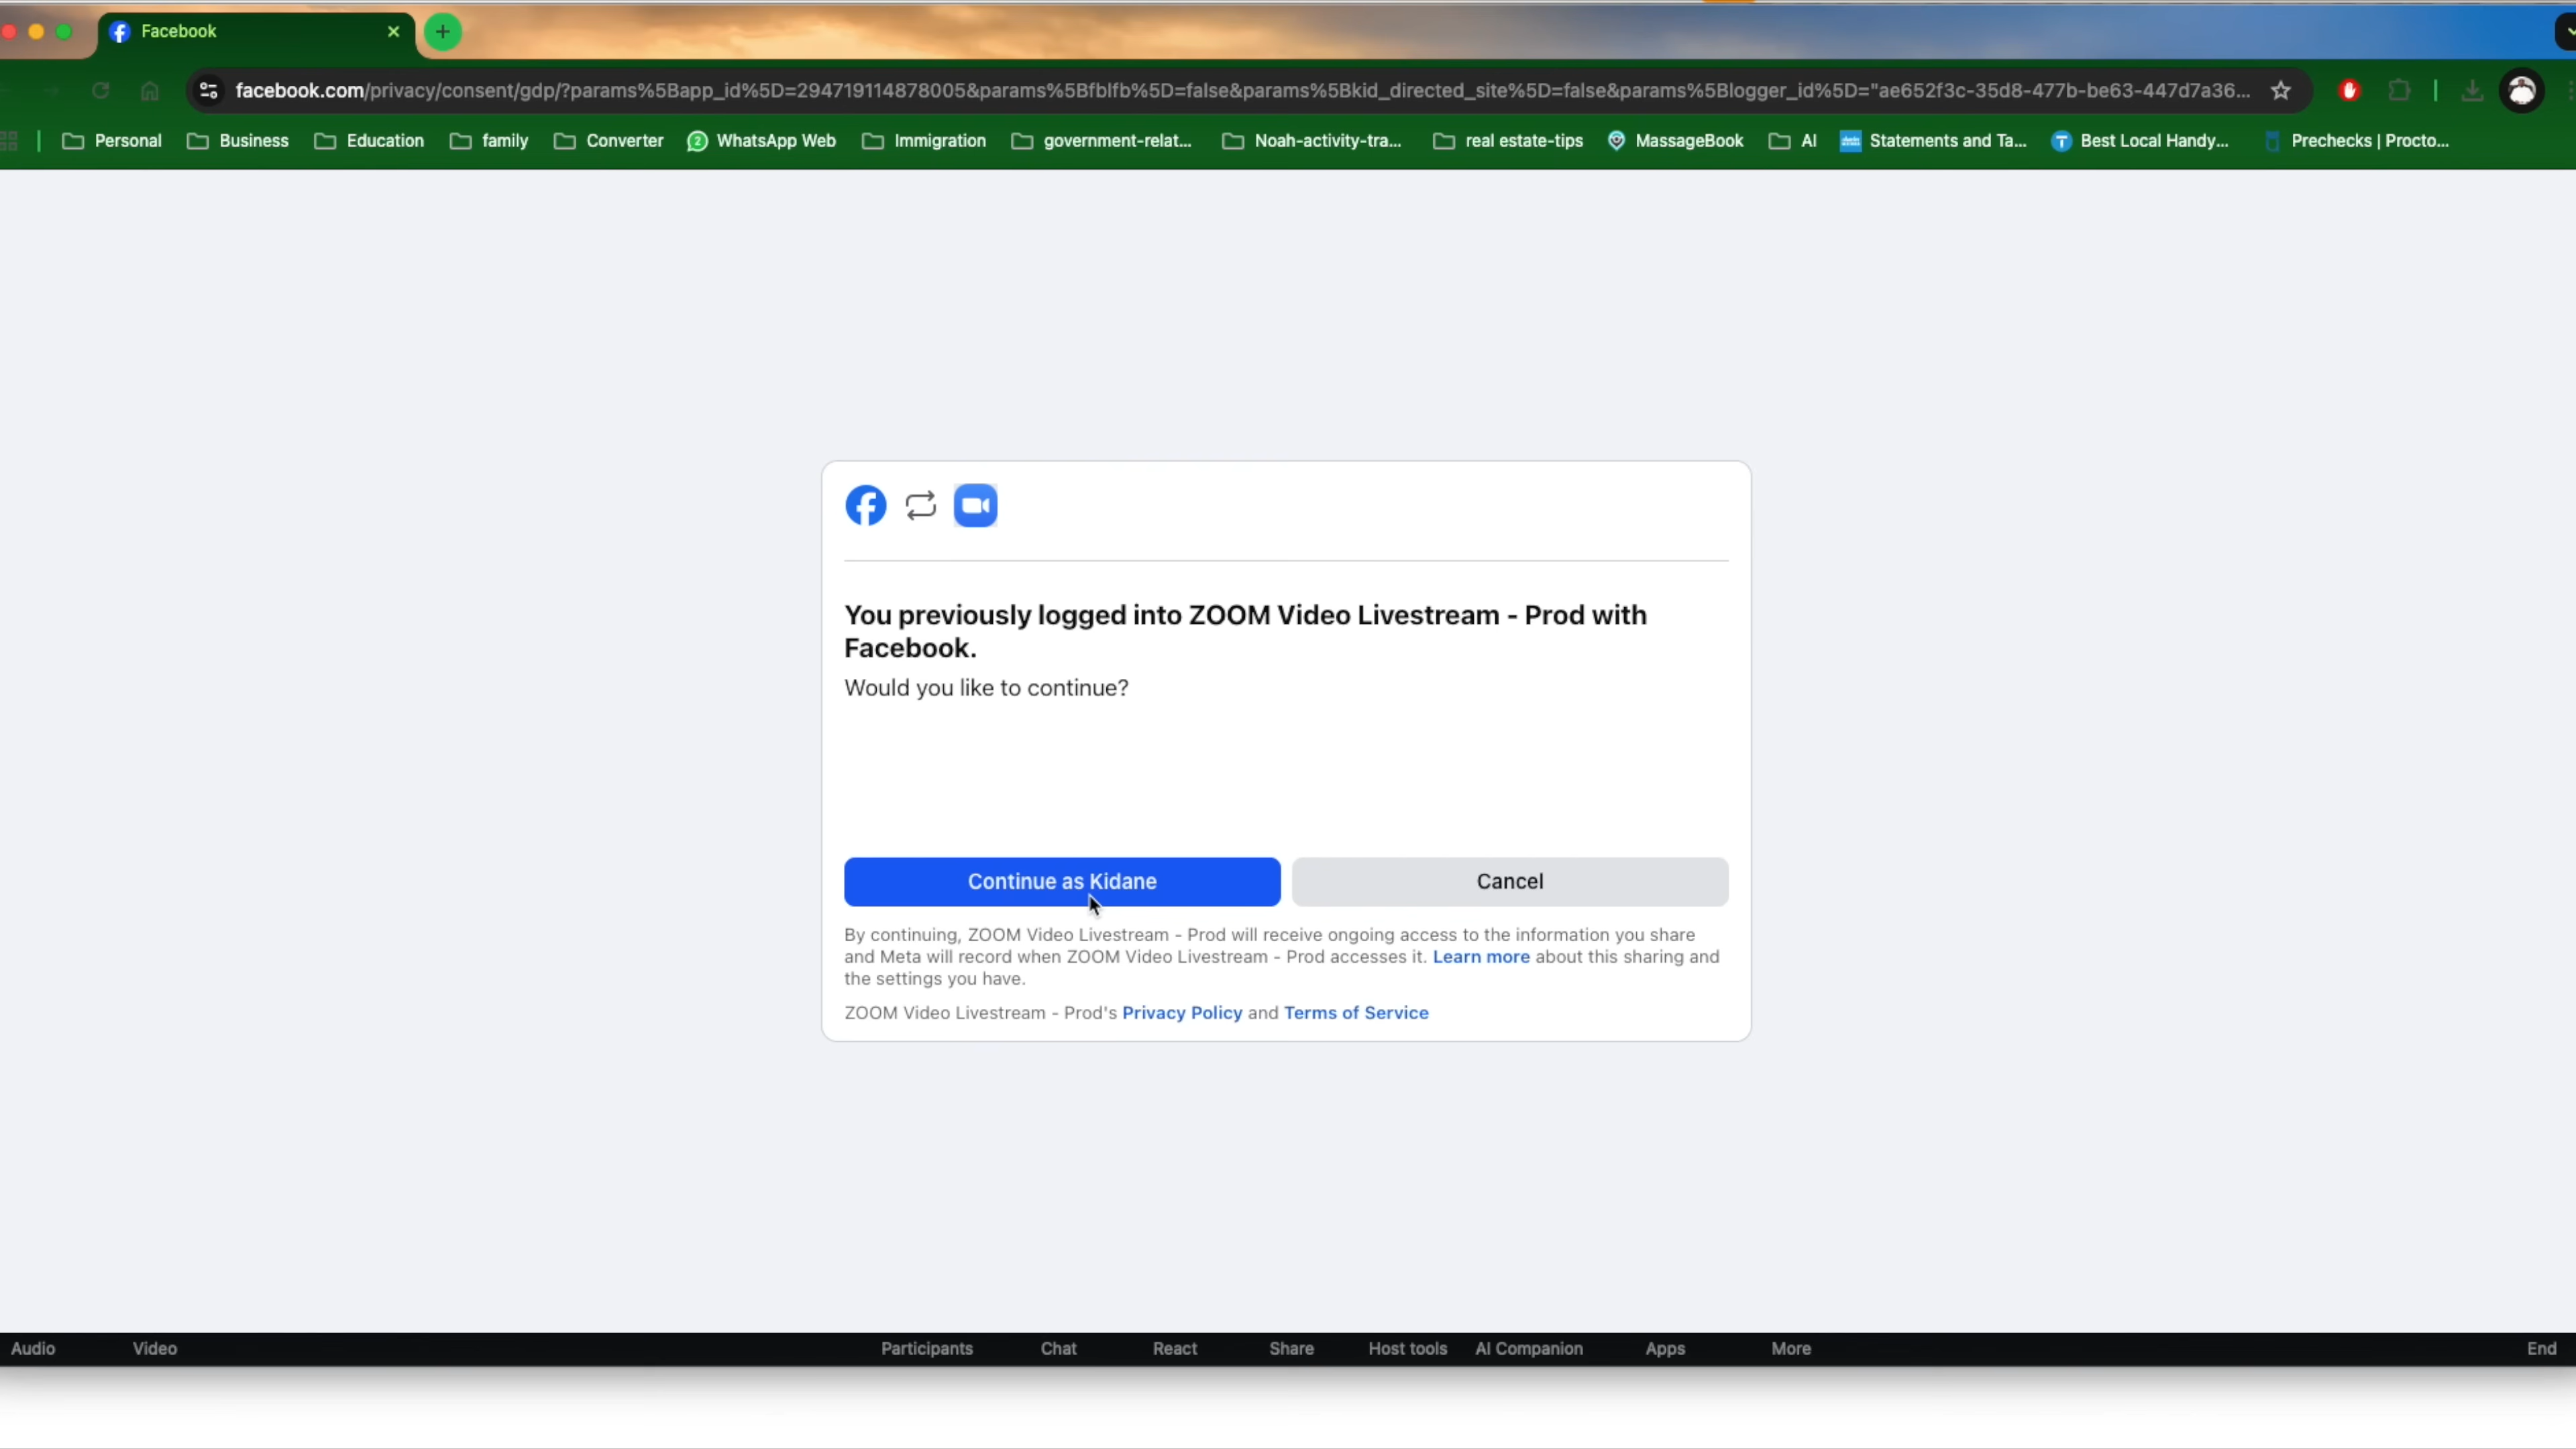 Facebook
facebook.com/privacy/consent/gdp/?params%5Bapp_id%5D=294719114878005&params%5Bfblfb%5D=false&params%5Bkid_directed_site%5D=false&params%5Blogger_id%5D="ae652f3c-35d8-477b-be63-447d7a36...
Personal Business Education family Converter WhatsApp Web Immigration government-relat... Noah-activity-tra... real estate-tips MassageBook AI Statements and Ta... Best Local Handy... Prechecks | Procto...
You previously logged into ZOOM Video Livestream - Prod with
Facebook.
Would you like to continue?
Continue as Kidane Cancel
By continuing, ZOOM Video Livestream - Prod will receive ongoing access to the information you share
and Meta will record when ZOOM Video Livestream - Prod accesses it. Learn more about this sharing and
the settings you have.
ZOOM Video Livestream - Prod's Privacy Policy and Terms of Service
Audio Video Participants Chat React Share Host tools AI Companion Apps More End